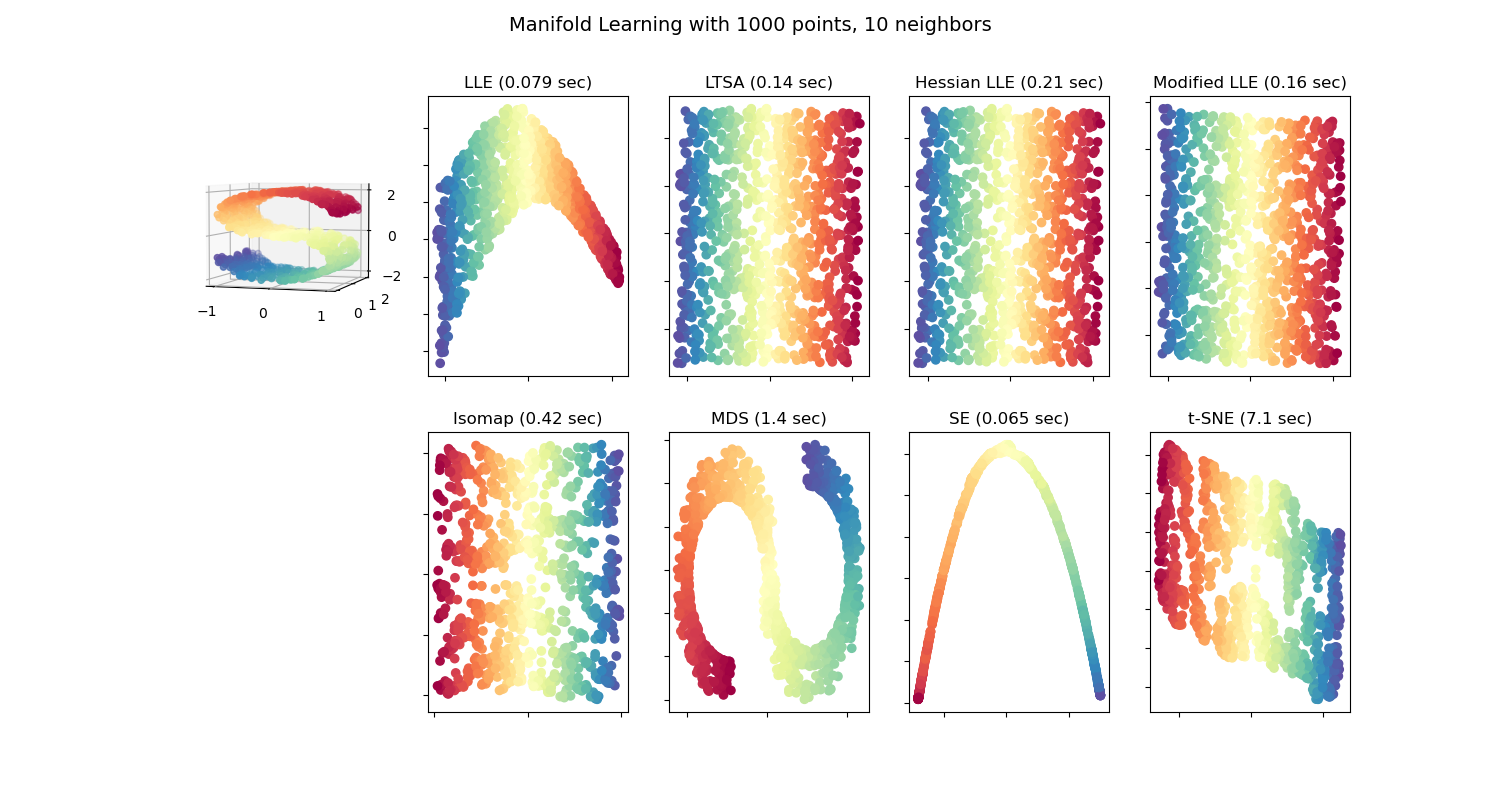 Manifold Learning with 1000 points, 10 neighbors
LLE (0.079 sec)
LTSA (0.14 sec)
Hessian LLE (0.21 sec)
Modified LLE (0.16 sec)
2
0
−2
−1
0
1
0
1
2
Isomap (0.42 sec)
MDS (1.4 sec)
SE (0.065 sec)
t-SNE (7.1 sec)